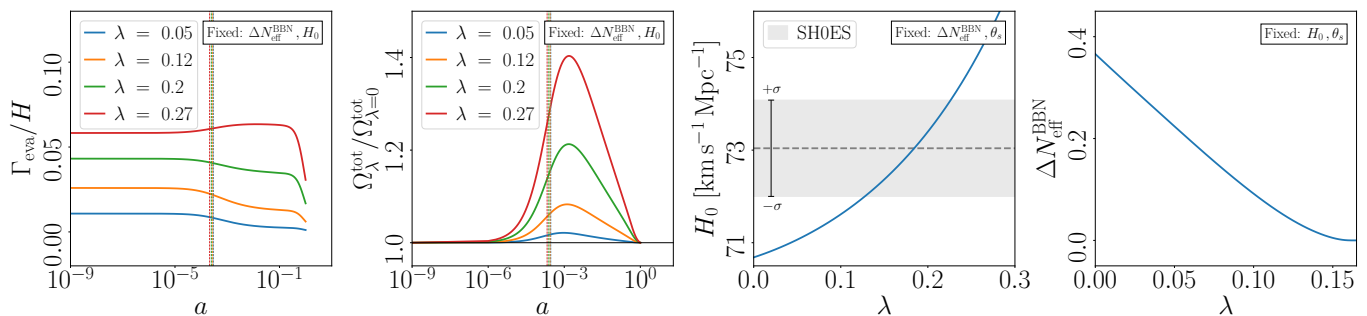 Γ_eva/H
0.10
0.05
0.00
λ = 0.05
λ = 0.12
λ = 0.2
λ = 0.27
Fixed: ΔN_eff^BBN, H_0
10^−9
10^−5
10^−1
a
Ω_λ^tot/Ω_λ=0^tot
1.4
1.2
1.0
λ = 0.05
λ = 0.12
λ = 0.2
λ = 0.27
Fixed: ΔN_eff^BBN, H_0
10^−9
10^−6
10^−3
10^0
a
H_0 [km s^−1 Mpc^−1]
75
73
71
SH0ES
Fixed: ΔN_eff^BBN, θ_s
+σ
−σ
0.0
0.1
0.2
0.3
λ
ΔN_eff^BBN
0.4
0.2
0.0
Fixed: H_0, θ_s
0.00
0.05
0.10
0.15
λ